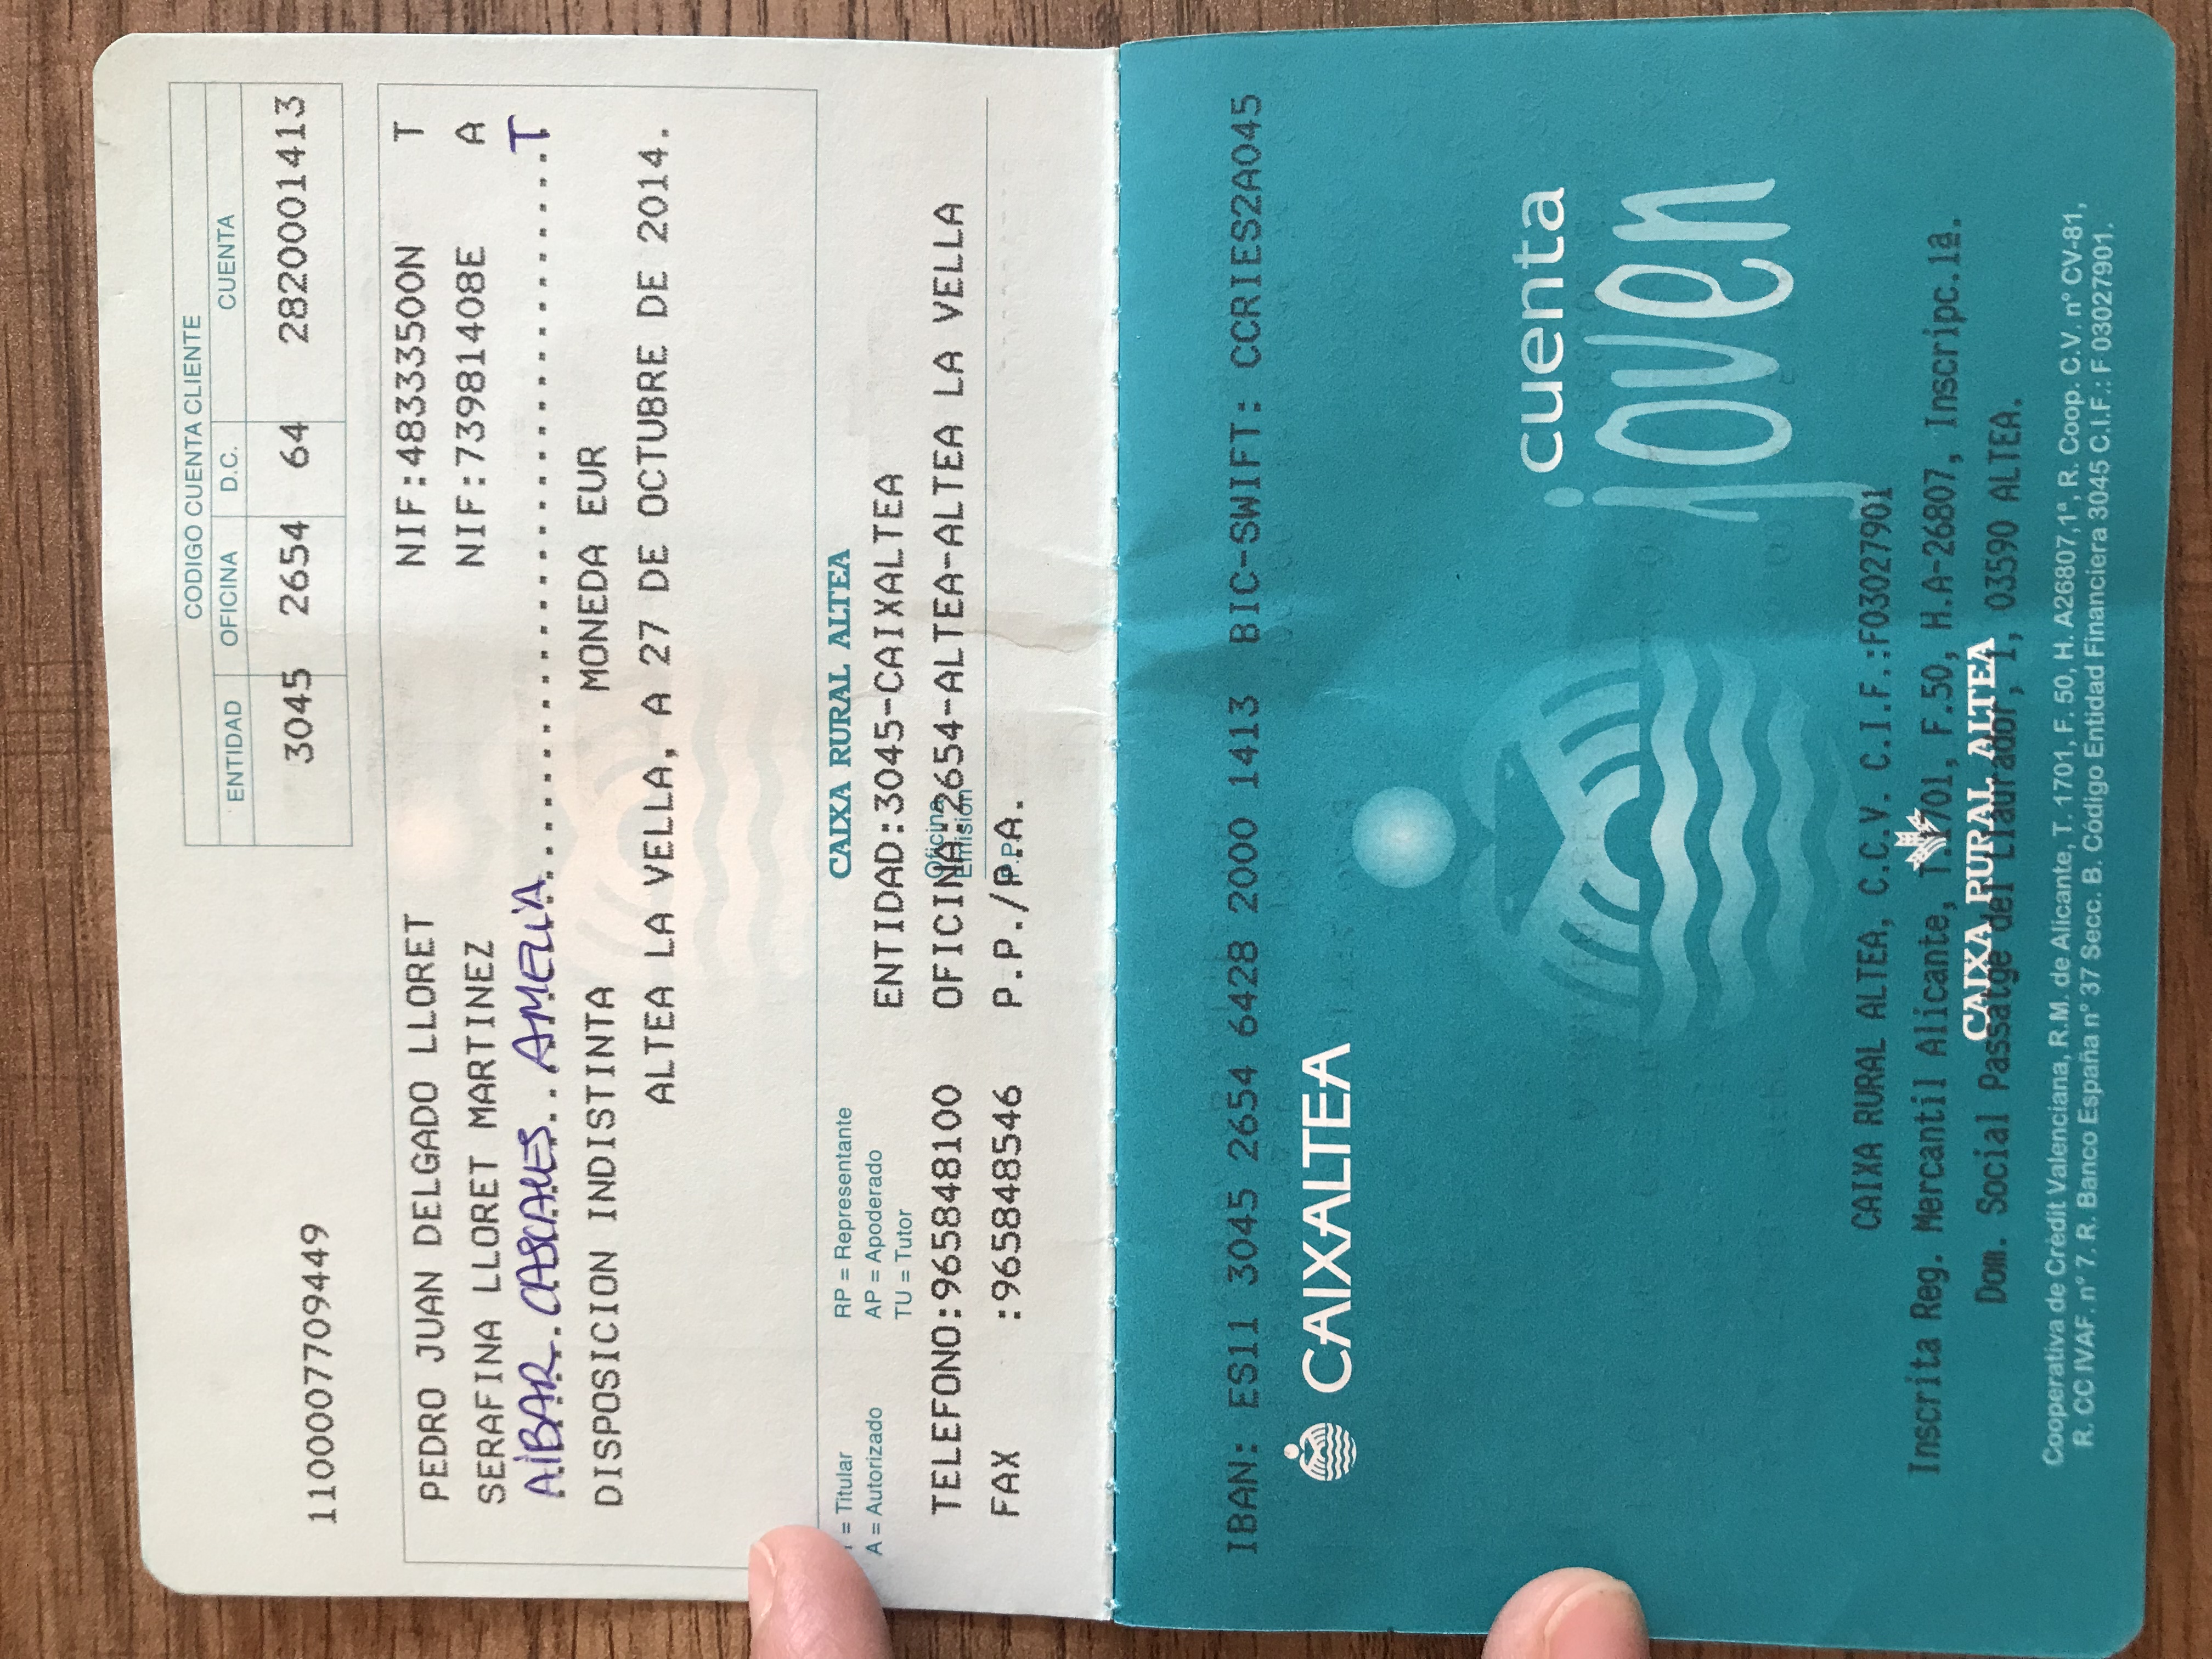 CODIGO CUENTA CLIENTE
ENTIDAD OFICINA D.C. CUENTA
3045 2654 64 2820001413
1100007709449
PEDRO JUAN DELGADO LLORET NIF:48333500N T
SERAFINA LLORET MARTINEZ NIF:73981408E A
AIBAR CASCALES AMELIA T
DISPOSICION INDISTINTA MONEDA EUR
ALTEA LA VELLA, A 27 DE OCTUBRE DE 2014.
= Titular RP = Representante CAIXA RURAL ALTEA
A = Autorizado AP = Apoderado ENTIDAD:3045-CAIXALTEA
TU = Tutor
Oficina
TELEFONO:965848100 OFICINA:2654-ALTEA-ALTEA LA VELLA
Emisión
FAX :965848546 P.P./P.A.
P.P.
IBAN: ES11 3045 2654 6428 2000 1413 BIC-SWIFT: CCRIES2A045
CAIXALTEA
cuenta
joven
CAIXA RURAL ALTEA, C.C.V. C.I.F.:F03027901
Inscrita Reg. Mercantil Alicante, T.1701, F.50, H.A-26807, Inscripc.1ª.
CAIXA RURAL ALTEA
Dom. Social Passatge del Llaurador, 1, 03590 ALTEA.
Cooperativa de Crèdit Valenciana, R.M. de Alicante, T. 1701, F. 50, H. A26807,1ª, R. Coop. C.V. nº CV-81,
R. CC IVAF. nº 7. R. Banco España nº 37 Secc. B. Código Entidad Financiera 3045 C.I.F.: F 03027901.